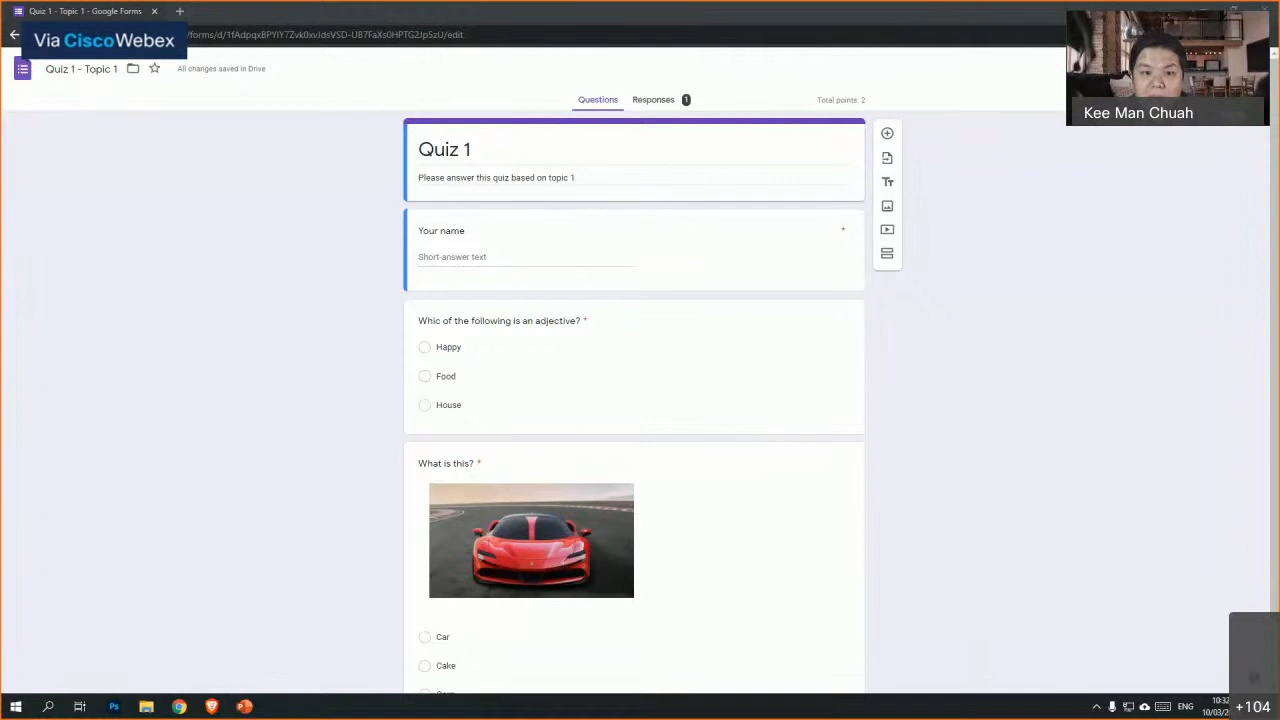 Quiz 1 - Topic 1 - Google Forms
Via CiscoWebex
/edit
Quiz 1 - Topic 1
All changes saved in Drive
Questions
Responses
1
Total points: 2
Kee Man Chuah
Quiz 1
Please answer this quiz based on topic 1
Your name *
Short-answer text
Whic of the following is an adjective? *
Happy
Food
House
What is this? *
Car
Cake
ENG
+104